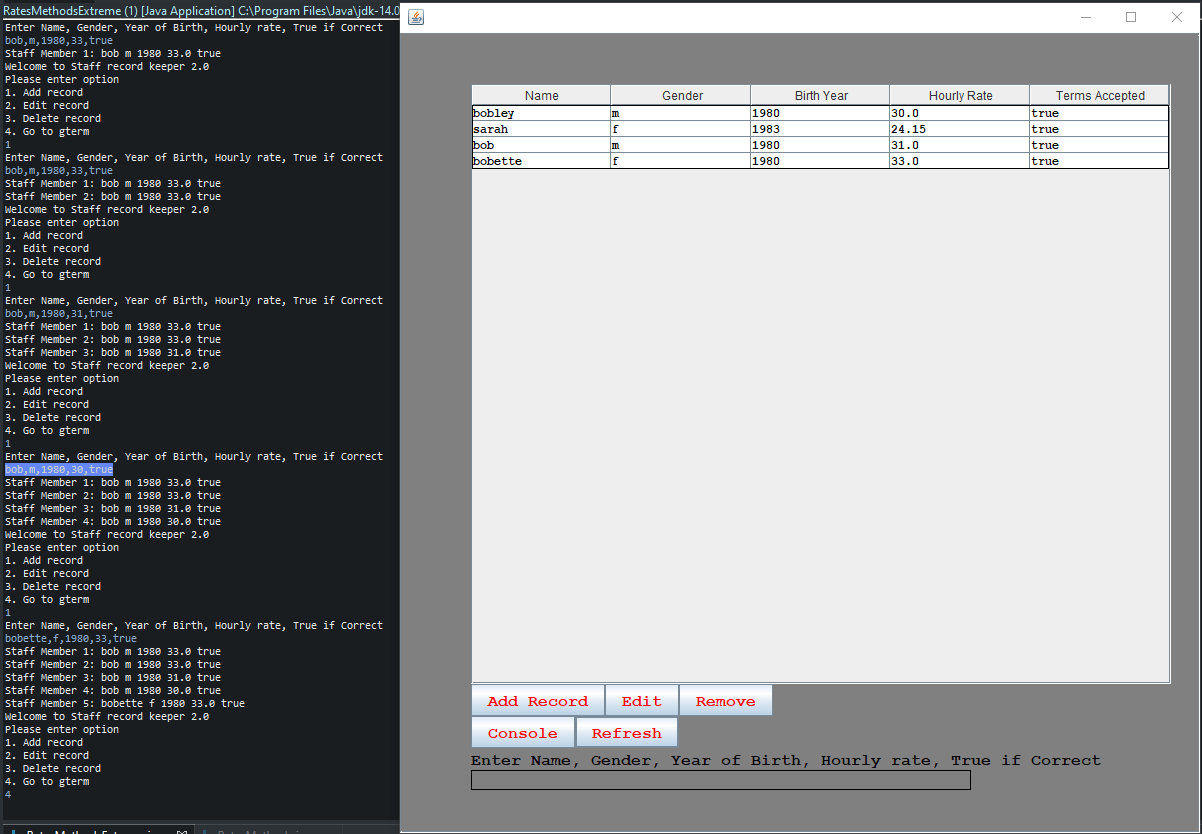 RatesMethodsExtreme (1) [Java Application] C:\Program Files\Java\jdk-14.0
Enter Name, Gender, Year of Birth, Hourly rate, True if Correct
bob,m,1980,33,true
Staff Member 1: bob m 1980 33.0 true
Welcome to Staff record keeper 2.0
Please enter option
1. Add record
2. Edit record
3. Delete record
4. Go to gterm
1
Enter Name, Gender, Year of Birth, Hourly rate, True if Correct
bob,m,1980,33,true
Staff Member 1: bob m 1980 33.0 true
Staff Member 2: bob m 1980 33.0 true
Welcome to Staff record keeper 2.0
Please enter option
1. Add record
2. Edit record
3. Delete record
4. Go to gterm
1
Enter Name, Gender, Year of Birth, Hourly rate, True if Correct
bob,m,1980,31,true
Staff Member 1: bob m 1980 33.0 true
Staff Member 2: bob m 1980 33.0 true
Staff Member 3: bob m 1980 31.0 true
Welcome to Staff record keeper 2.0
Please enter option
1. Add record
2. Edit record
3. Delete record
4. Go to gterm
1
Enter Name, Gender, Year of Birth, Hourly rate, True if Correct
bob,m,1980,30,true
Staff Member 1: bob m 1980 33.0 true
Staff Member 2: bob m 1980 33.0 true
Staff Member 3: bob m 1980 31.0 true
Staff Member 4: bob m 1980 30.0 true
Welcome to Staff record keeper 2.0
Please enter option
1. Add record
2. Edit record
3. Delete record
4. Go to gterm
1
Enter Name, Gender, Year of Birth, Hourly rate, True if Correct
bobette,f,1980,33,true
Staff Member 1: bob m 1980 33.0 true
Staff Member 2: bob m 1980 33.0 true
Staff Member 3: bob m 1980 31.0 true
Staff Member 4: bob m 1980 30.0 true
Staff Member 5: bobette f 1980 33.0 true
Welcome to Staff record keeper 2.0
Please enter option
1. Add record
2. Edit record
3. Delete record
4. Go to gterm
4
Name Gender Birth Year Hourly Rate Terms Accepted
bobley m 1980 30.0 true
sarah f 1983 24.15 true
bob m 1980 31.0 true
bobette f 1980 33.0 true
Add Record Edit Remove
Console Refresh
Enter Name, Gender, Year of Birth, Hourly rate, True if Correct